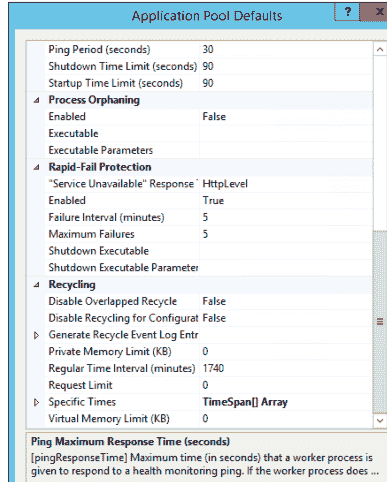 Application Pool Defaults
?
x
Ping Period (seconds) 30
Shutdown Time Limit (seconds) 90
Startup Time Limit (seconds) 90
Process Orphaning
Enabled False
Executable
Executable Parameters
Rapid-Fail Protection
"Service Unavailable" Response HttpLevel
Enabled True
Failure Interval (minutes) 5
Maximum Failures 5
Shutdown Executable
Shutdown Executable Parameter
Recycling
Disable Overlapped Recycle False
Disable Recycling for Configurat False
Generate Recycle Event Log Entr
Private Memory Limit (KB) 0
Regular Time Interval (minutes) 1740
Request Limit 0
Specific Times TimeSpan[] Array
Virtual Memory Limit (KB) 0
Ping Maximum Response Time (seconds)
[pingResponseTime] Maximum time (in seconds) that a worker process is
given to respond to a health monitoring ping. If the worker process does ...